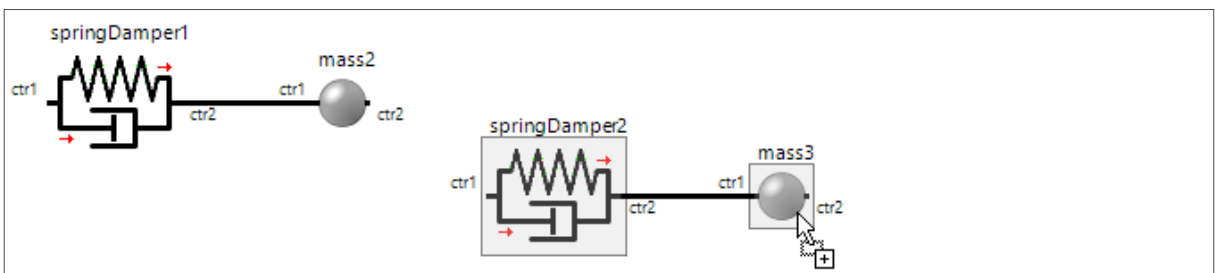 springDamper1
mass2
ctr1
ctr1
ctr2
ctr2
springDamper2
mass3
ctr1
ctr1
ctr2
ctr2